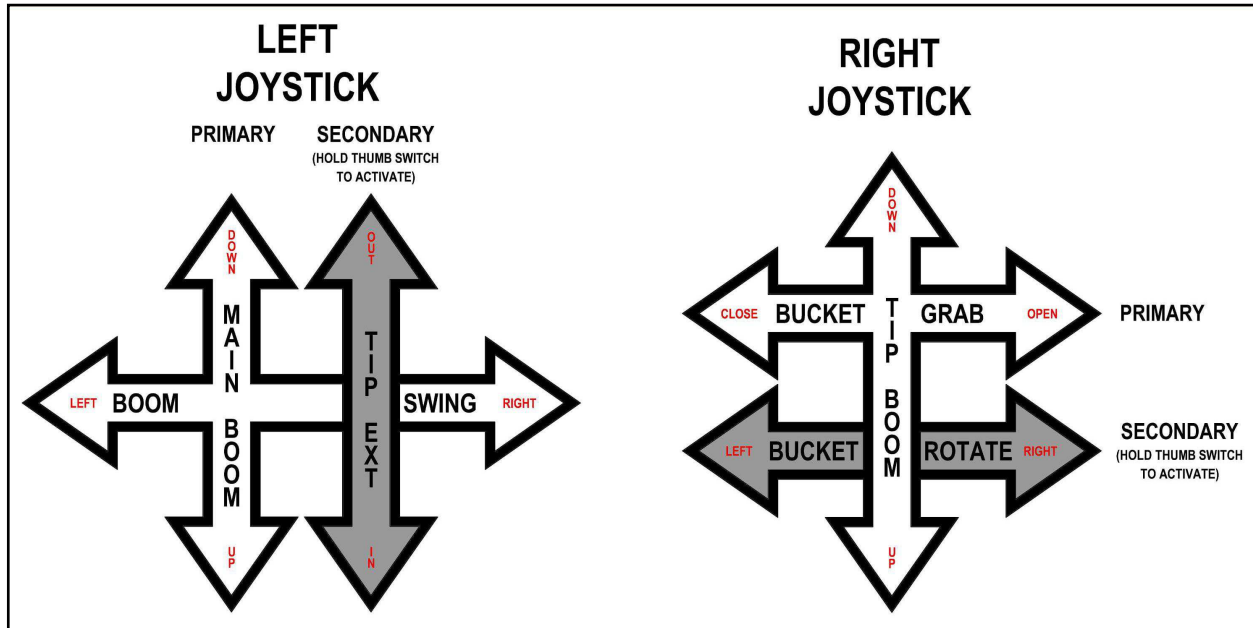 LEFT
JOYSTICK
PRIMARY
SECONDARY
(HOLD THUMB SWITCH
TO ACTIVATE)
DOWN
MAIN BOOM
UP
OUT
TIP EXT
IN
LEFT BOOM SWING RIGHT
RIGHT
JOYSTICK
DOWN
TIP BOOM
UP
CLOSE BUCKET GRAB OPEN
PRIMARY
LEFT BUCKET ROTATE RIGHT
SECONDARY
(HOLD THUMB SWITCH
TO ACTIVATE)